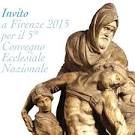 Invito
a Firenze 2015
per il 5°
Convegno
Ecclesiale
Nazionale